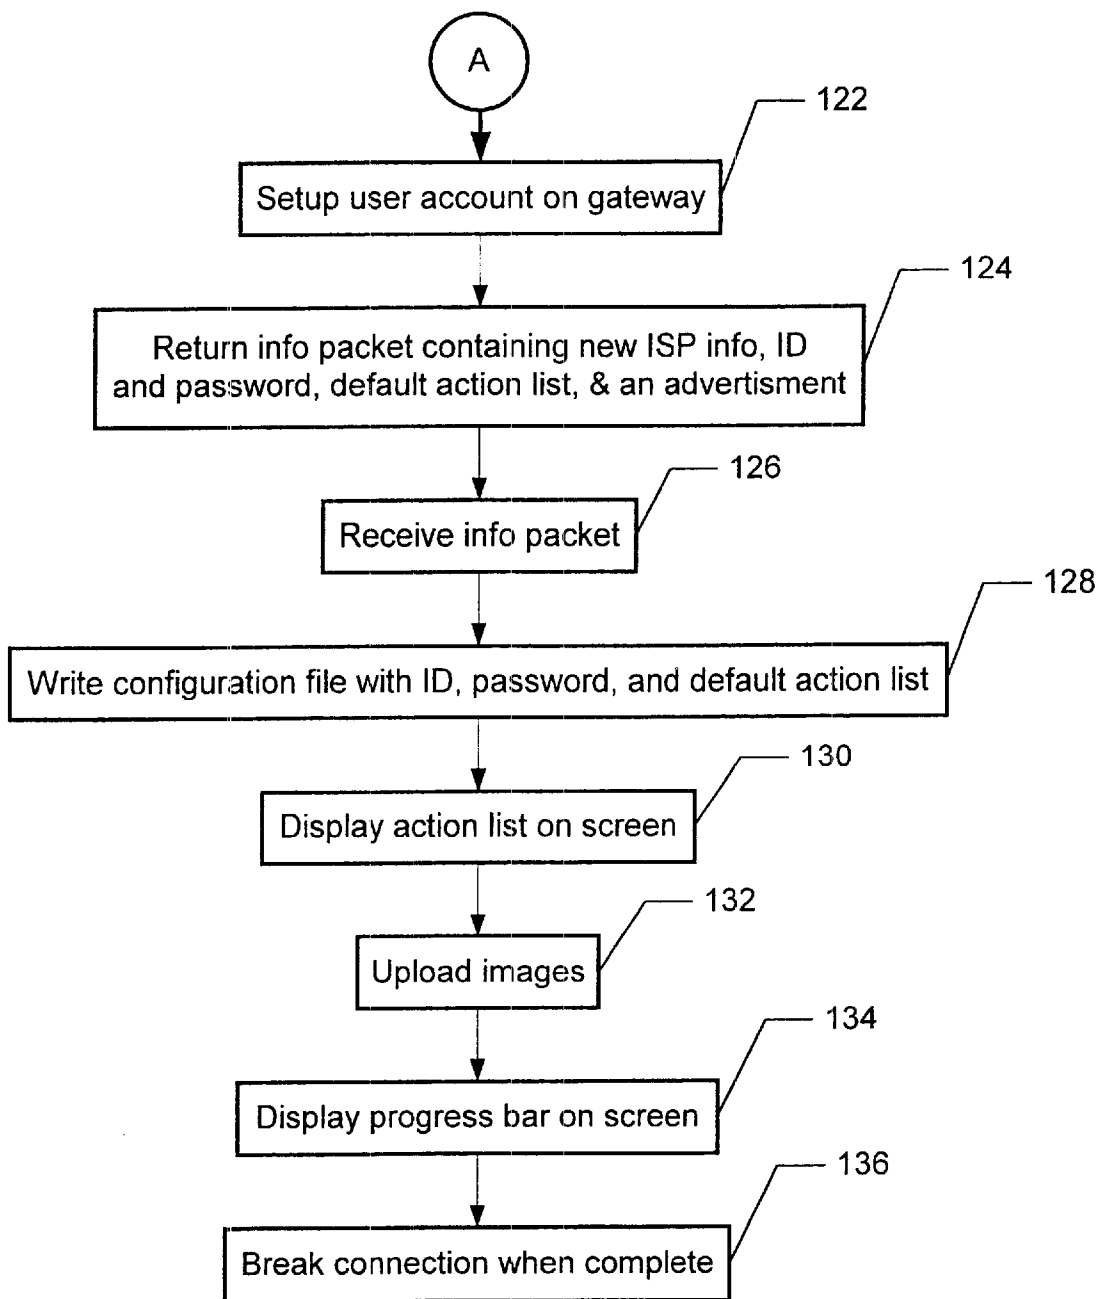 A
122
Setup user account on gateway
124
Return info packet containing new ISP info, ID
and password, default action list, & an advertisment
126
Receive info packet
128
Write configuration file with ID, password, and default action list
130
Display action list on screen
132
Upload images
134
Display progress bar on screen
136
Break connection when complete